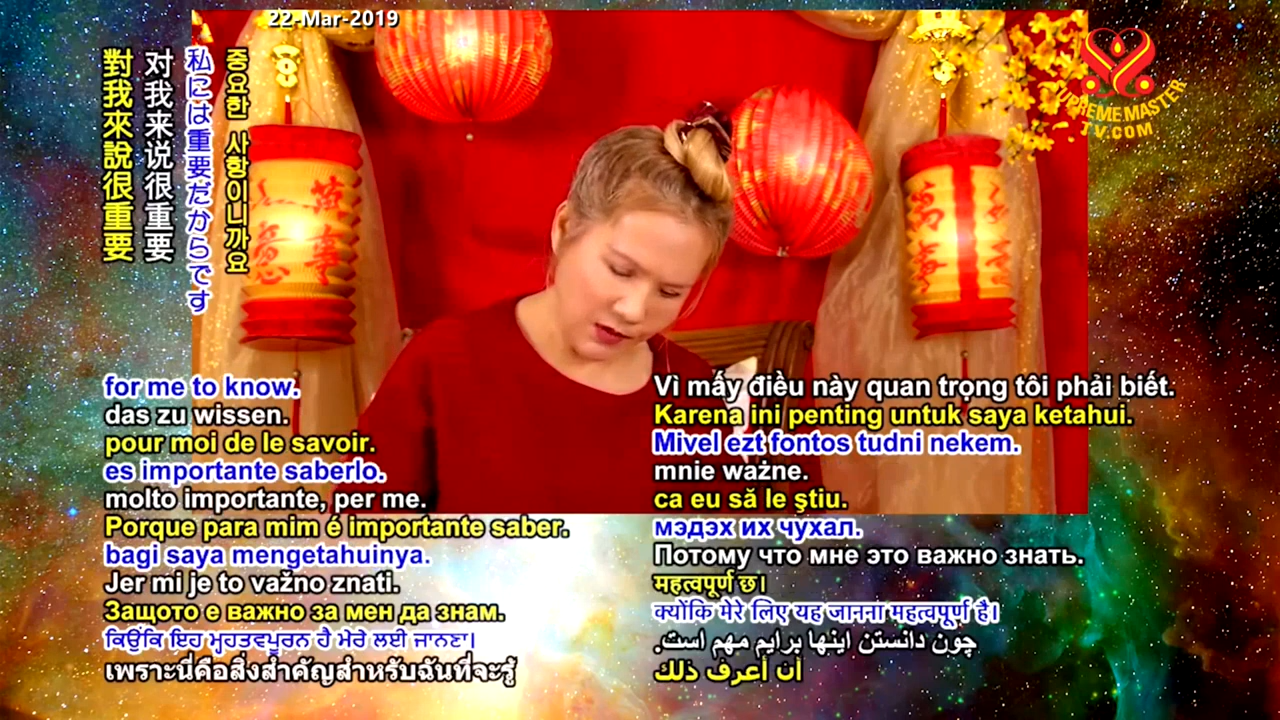 22-Mar-2019
SUPREME MASTER
TV.COM
對我來說很重要
对我来说很重要
私には重要だからです
중요한 사항이니까요
for me to know.
das zu wissen.
pour moi de le savoir.
es importante saberlo.
molto importante, per me.
Porque para mim é importante saber.
bagi saya mengetahuinya.
Jer mi je to važno znati.
Защото е важно за мен да знам.
ਕਿਉਂਕਿ ਇਹ ਮਹਤਵਪੂਰਨ ਹੈ ਮੇਰੇ ਲਈ ਜਾਨਣਾ।
เพราะนี่คือสิ่งสำคัญสำหรับฉันที่จะรู้
Vì mấy điều này quan trọng tôi phải biết.
Karena ini penting untuk saya ketahui.
Mivel ezt fontos tudni nekem.
mnie ważne.
ca eu să le ştiu.
мэдэх их чухал.
Потому что мне это важно знать.
महत्वपूर्ण छ।
क्योंकि मेरे लिए यह जानना महत्वपूर्ण है।
چون دانستن اینها برایم مهم است.
أن أعرف ذلك